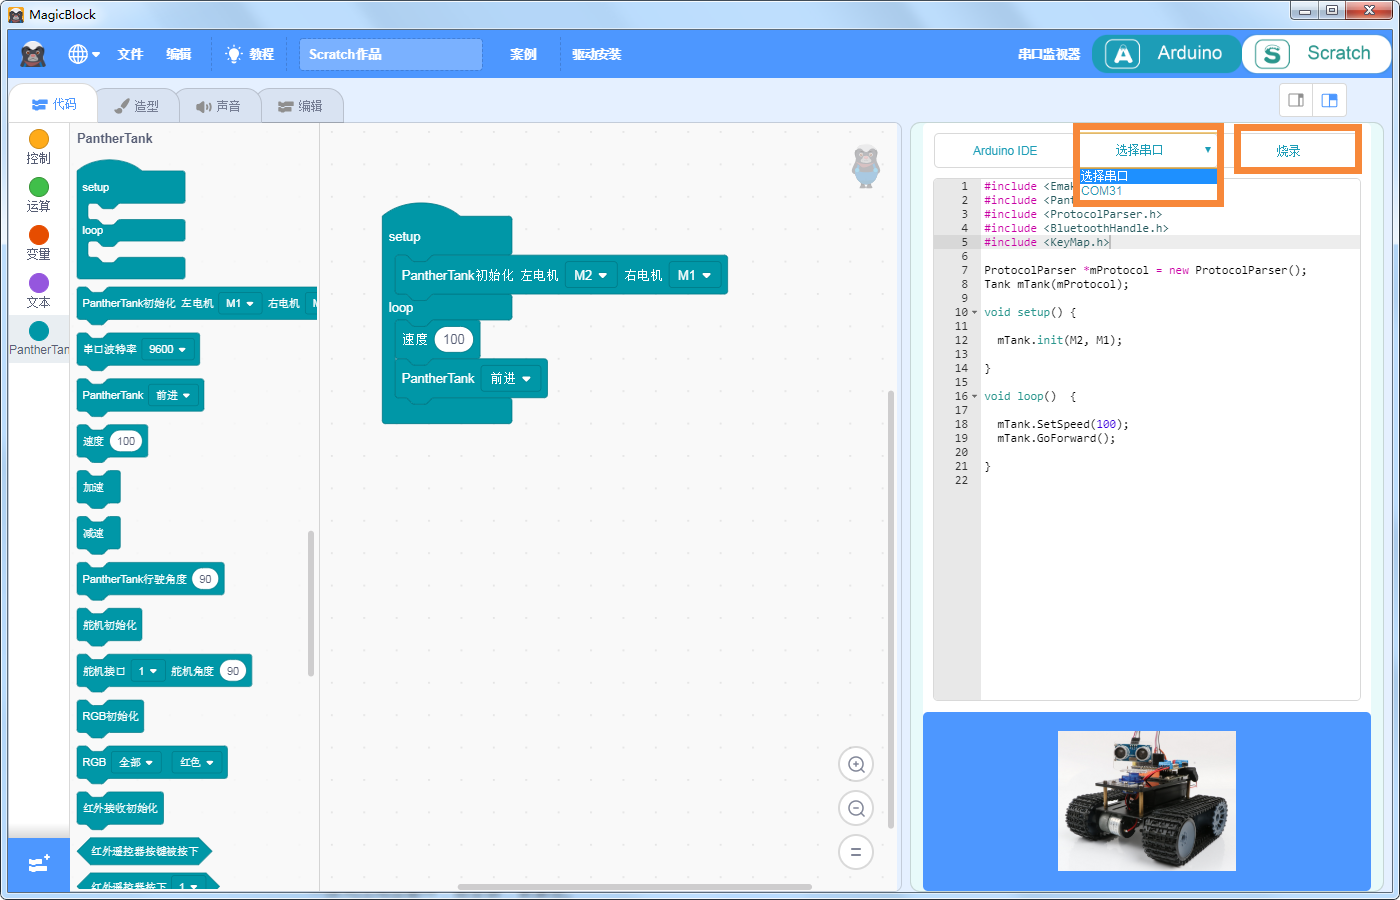 MagicBlock
文件 编辑 教程 Scratch作品 案例 驱动安装 串口监视器 Arduino Scratch
代码 造型 声音 编辑
控制
运算
变量
文本
PantherTan
PantherTank
setup
loop
PantherTank初始化 左电机 M1 右电机
串口波特率 9600
PantherTank 前进
速度 100
加速
减速
PantherTank行驶角度 90
舵机初始化
舵机接口 1 舵机角度 90
RGB初始化
RGB 全部 红色
红外接收初始化
红外遥控器按键被按下
红外遥控器按下 1
setup
PantherTank初始化 左电机 M2 右电机 M1
loop
速度 100
PantherTank 前进
Arduino IDE 选择串口 烧录
选择串口
COM31
1 #include <Emak
2 #include <Pant
3 #include <ProtocolParser.h>
4 #include <BluetoothHandle.h>
5 #include <KeyMap.h>
6
7 ProtocolParser *mProtocol = new ProtocolParser();
8 Tank mTank(mProtocol);
9
10 void setup() {
11
12 mTank.init(M2, M1);
13
14 }
15
16 void loop() {
17
18 mTank.SetSpeed(100);
19 mTank.GoForward();
20
21 }
22